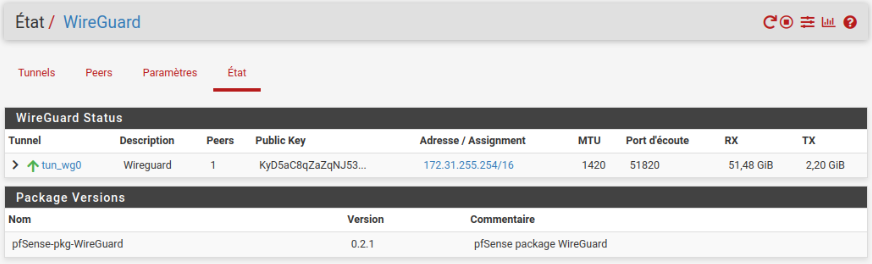 État / WireGuard
Tunnels Peers Paramètres État
WireGuard Status
Tunnel Description Peers Public Key Adresse / Assignment MTU Port d'écoute RX TX
tun_wg0 Wireguard 1 KyD5aC8qZaZqNJ53... 172.31.255.254/16 1420 51820 51,48 GiB 2,20 GiB
Package Versions
Nom Version Commentaire
pfSense-pkg-WireGuard 0.2.1 pfSense package WireGuard